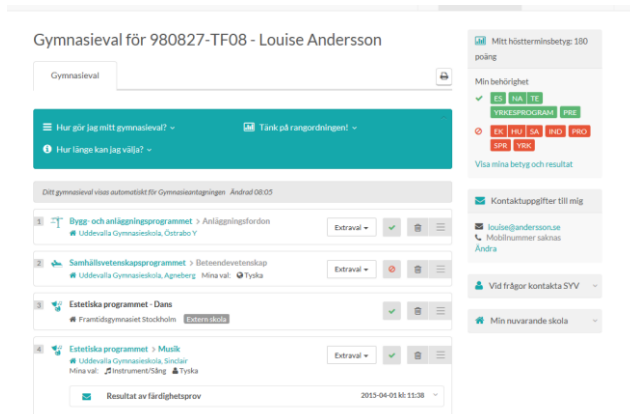 Gymnasieval för 980827-TF08 - Louise Andersson
Gymnasieval
Hur gör jag mitt gymnasieval?
Tänk på rangordningen!
Hur länge kan jag välja?
Ditt gymnasieval visas automatiskt för Gymnasieantagningen Ändrad 08:05
1 Bygg- och anläggningsprogrammet > Anläggningsfordon
Uddevalla Gymnasieskola, Östrabo Y
Extraval
2 Samhällsvetenskapsprogrammet > Beteendevetenskap
Uddevalla Gymnasieskola, Agneberg Mina val: Tyska
Extraval
3 Estetiska programmet - Dans
Framtidsgymnasiet Stockholm Extern skola
4 Estetiska programmet > Musik
Uddevalla Gymnasieskola, Sinclair
Mina val: Instrument/Sång Tyska
Extraval
Resultat av färdighetsprov 2015-04-01 kl: 11:38
Mitt hösttterminsbetyg: 180
poäng
Min behörighet
ES NA TE
YRKESPROGRAM PRE
EK HU SA IND PRO
SPR YRK
Visa mina betyg och resultat
Kontaktuppgifter till mig
louise@andersson.se
Mobilnummer saknas
Ändra
Vid frågor kontakta SYV
Min nuvarande skola